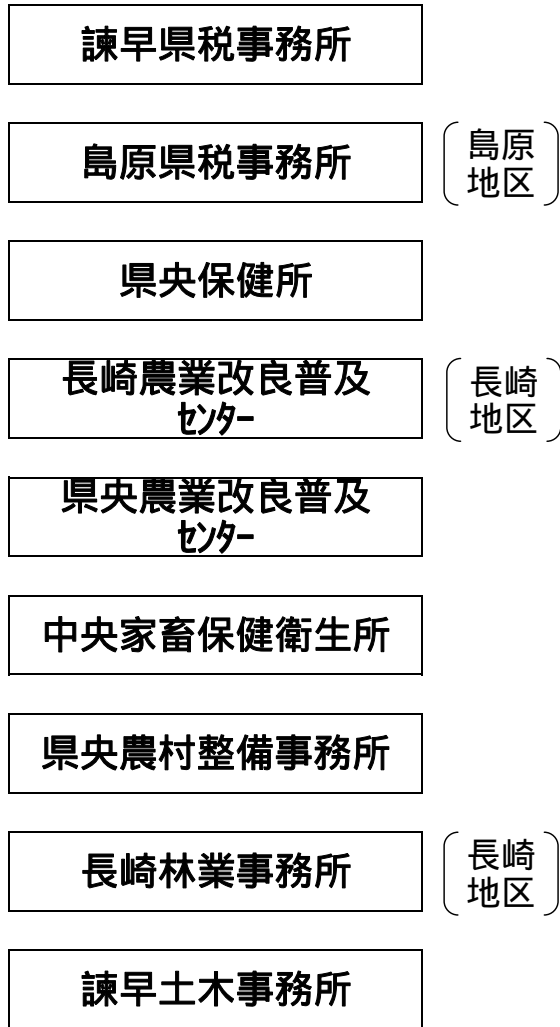 諫早県税事務所
島原県税事務所
島原
地区
県央保健所
長崎農業改良普及
センター
長崎
地区
県央農業改良普及
センター
中央家畜保健衛生所
県央農村整備事務所
長崎林業事務所
長崎
地区
諫早土木事務所